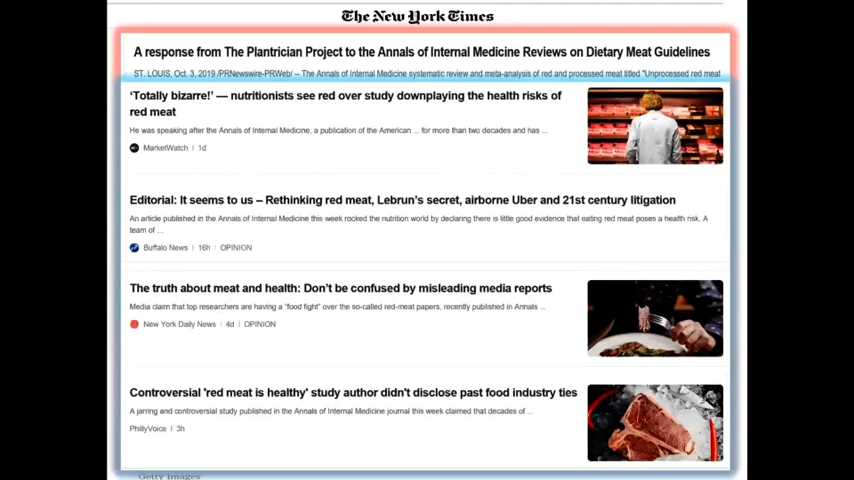 The New York Times
A response from The Plantrician Project to the Annals of Internal Medicine Reviews on Dietary Meat Guidelines
ST. LOUIS, Oct. 3, 2019 /PRNewswire-PRWeb/ -- The Annals of Internal Medicine systematic review and meta-analysis of red and processed meat titled "Unprocessed red meat
‘Totally bizarre!’ — nutritionists see red over study downplaying the health risks of
red meat
He was speaking after the Annals of Internal Medicine, a publication of the American ... for more than two decades and has ...
MarketWatch | 1d
Editorial: It seems to us – Rethinking red meat, Lebrun’s secret, airborne Uber and 21st century litigation
An article published in the Annals of Internal Medicine this week rocked the nutrition world by declaring there is little good evidence that eating red meat poses a health risk. A
team of ...
Buffalo News | 16h | OPINION
The truth about meat and health: Don’t be confused by misleading media reports
Media claim that top researchers are having a “food fight” over the so-called red-meat papers, recently published in Annals ...
New York Daily News | 4d | OPINION
Controversial 'red meat is healthy' study author didn't disclose past food industry ties
A jarring and controversial study published in the Annals of Internal Medicine journal this week claimed that decades of ...
PhillyVoice | 3h
Getty Images